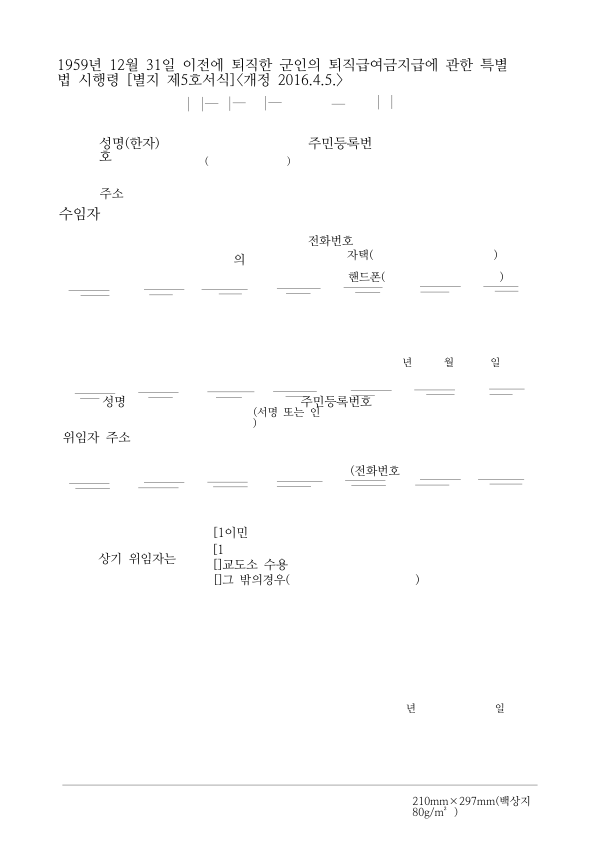 1959년 12월 31일 이전에 퇴직한 군인의 퇴직급여금지급에 관한 특별
법 시행령 [별지 제5호서식]<개정 2016.4.5.>
성명(한자) 주민등록번
호 ( )
주소
수임자
전화번호
의 자택( )
핸드폰( )
년 월 일
성명 주민등록번호
(서명 또는 인
)
위임자 주소
(전화번호
[1이민
[1
상기 위임자는
[]교도소 수용
[]그 밖의경우( )
년 일
210mm×297mm(백상지
80g/m² )